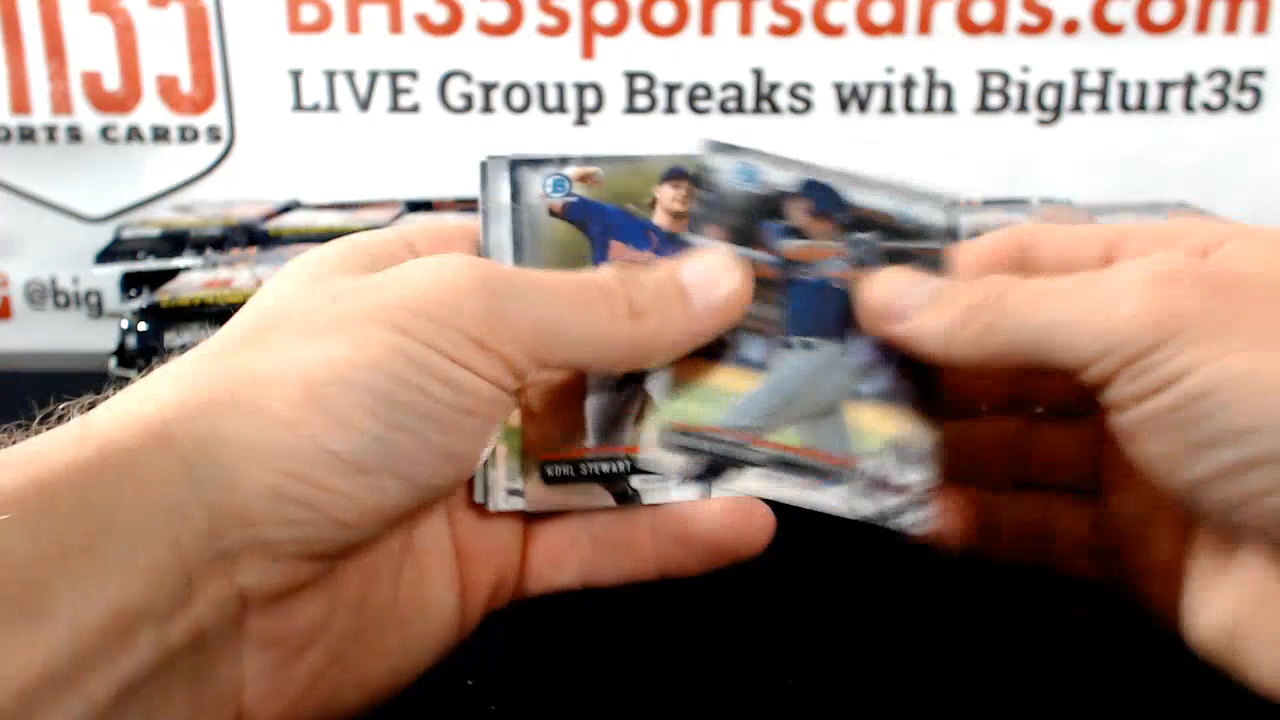 BH35sportscards.com
LIVE Group Breaks with BigHurt35
ORTS CARDS
@big
B
KOHL STEWART